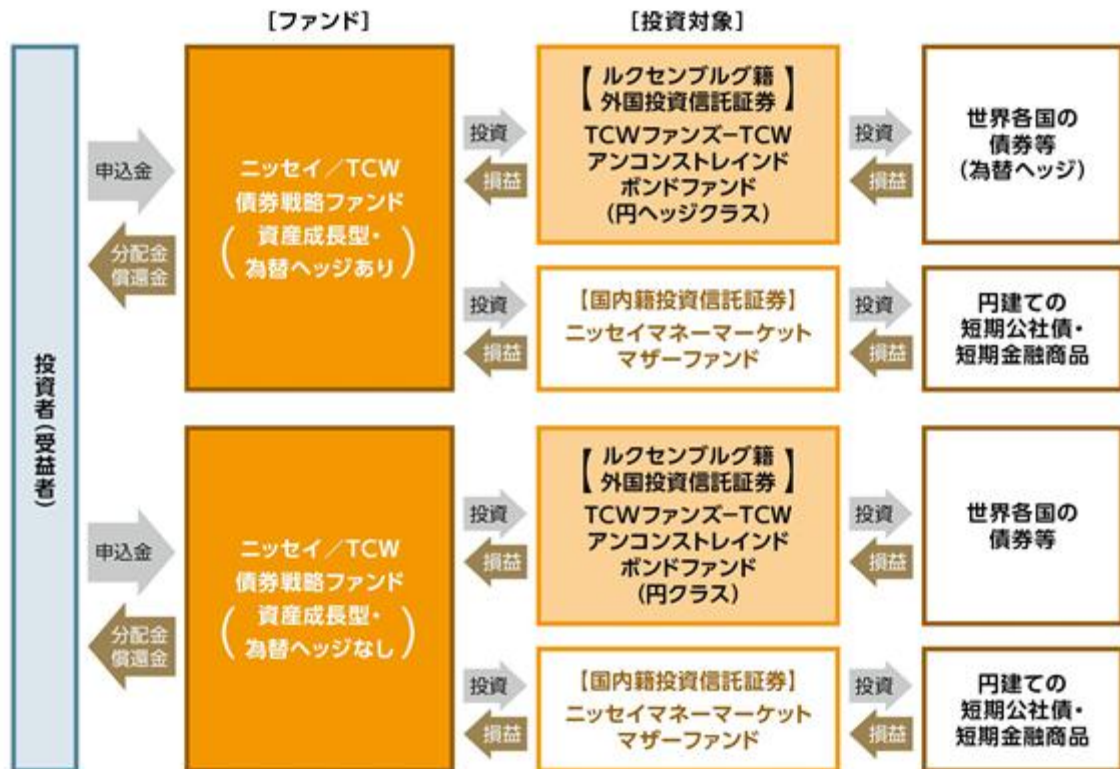 [ファンド]
[投資対象]
投資者(受益者)
申込金
分配金
償還金
ニッセイ／TCW
債券戦略ファンド
(資産成長型・
為替ヘッジあり)
投資
損益
【ルクセンブルグ籍
外国投資信託証券】
TCWファンズーTCW
アンコンストレインド
ボンドファンド
(円ヘッジクラス)
投資
損益
世界各国の
債券等
(為替ヘッジ)
投資
損益
【国内籍投資信託証券】
ニッセイマネーマーケット
マザーファンド
投資
損益
円建ての
短期公社債・
短期金融商品
申込金
分配金
償還金
ニッセイ／TCW
債券戦略ファンド
(資産成長型・
為替ヘッジなし)
投資
損益
【ルクセンブルグ籍
外国投資信託証券】
TCWファンズーTCW
アンコンストレインド
ボンドファンド
(円クラス)
投資
損益
世界各国の
債券等
投資
損益
【国内籍投資信託証券】
ニッセイマネーマーケット
マザーファンド
投資
損益
円建ての
短期公社債・
短期金融商品